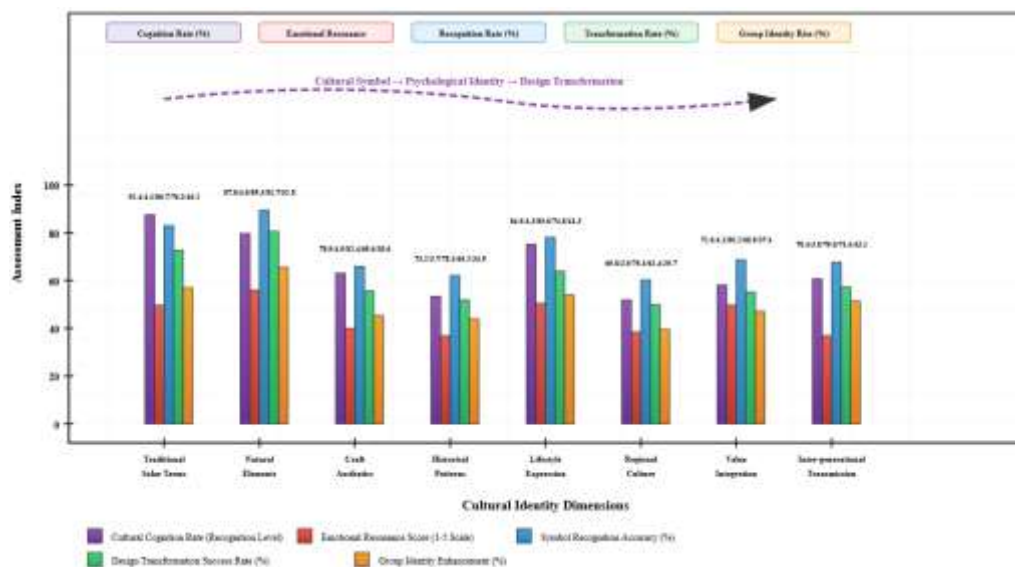 Cognition Rate (%)
Emotional Resonance
Recognition Rate (%)
Transformation Rate (%)
Group Identity Rise (%)
Cultural Symbol → Psychological Identity → Design Transformation
Assessment Index
100
80
60
40
20
0
Traditional
Solar Terms
Natural
Elements
Craft
Aesthetics
Historical
Patterns
Lifestyle
Expression
Regional
Culture
Value
Integration
Inter-generational
Transmission
Cultural Identity Dimensions
Cultural Cognition Rate (Recognition Level)
Emotional Resonance Score (1-5 Scale)
Symbol Recognition Accuracy (%)
Design Transformation Success Rate (%)
Group Identity Enhancement (%)